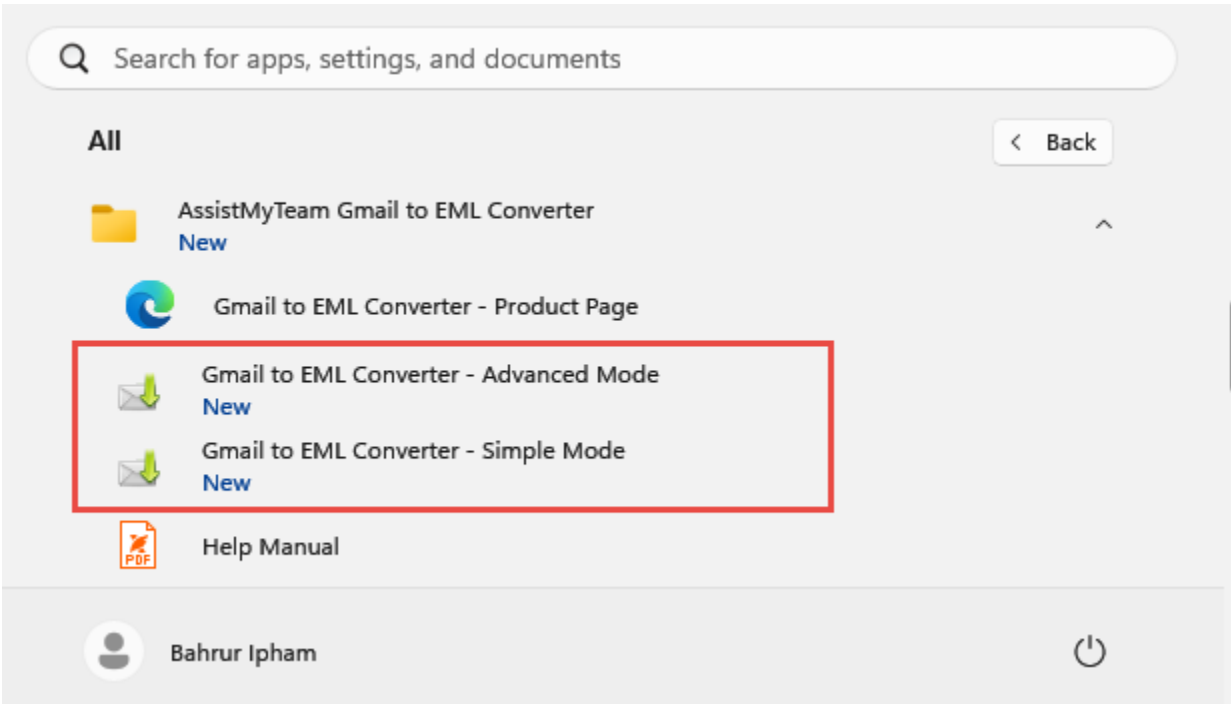 Search for apps, settings, and documents
All
Back
AssistMyTeam Gmail to EML Converter
New
Gmail to EML Converter - Product Page
Gmail to EML Converter - Advanced Mode
New
Gmail to EML Converter - Simple Mode
New
PDF
Help Manual
Bahrur Ipham